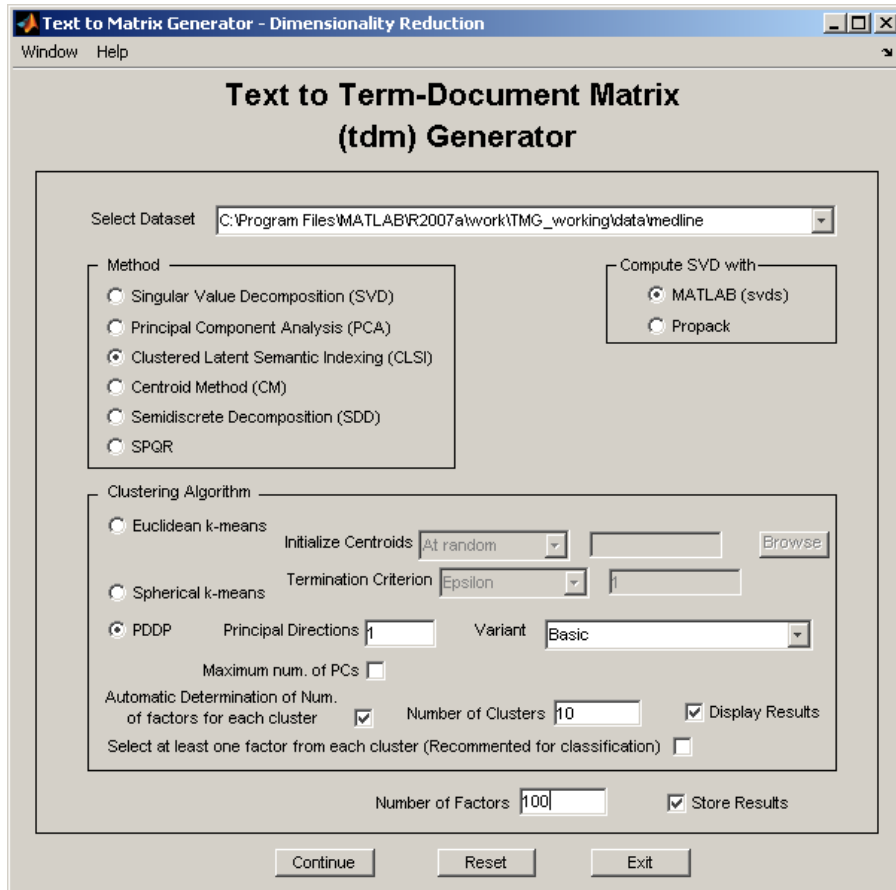 Text to Matrix Generator - Dimensionality Reduction
Window Help
Text to Term-Document Matrix
(tdm) Generator
Select Dataset C:\Program Files\MATLAB\R2007a\work\TMG_working\data\medline
Method
Singular Value Decomposition (SVD)
Principal Component Analysis (PCA)
Clustered Latent Semantic Indexing (CLSI)
Centroid Method (CM)
Semidiscrete Decomposition (SDD)
SPQR
Compute SVD with
MATLAB (svds)
Propack
Clustering Algorithm
Euclidean k-means
Initialize Centroids At random Browse
Termination Criterion Epsilon 1
Spherical k-means
PDDP Principal Directions 1 Variant Basic
Maximum num. of PCs
Automatic Determination of Num.
of factors for each cluster Number of Clusters 10 Display Results
Select at least one factor from each cluster (Recommented for classification)
Number of Factors 100 Store Results
Continue Reset Exit